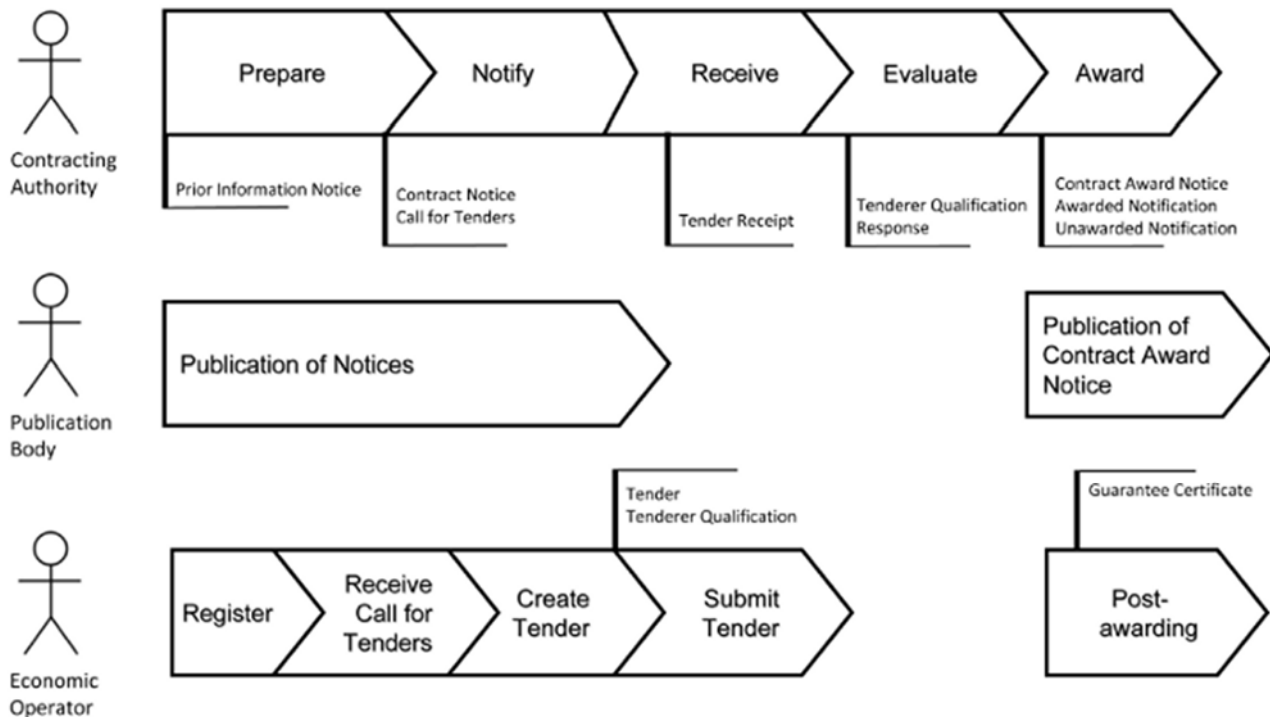 Prepare
Notify
Receive
Evaluate
Award
Contracting
Authority
Prior Information Notice
Contract Notice
Call for Tenders
Tender Receipt
Tenderer Qualification
Response
Contract Award Notice
Awarded Notification
Unawarded Notification
Publication
Body
Publication of Notices
Publication of
Contract Award
Notice
Tender
Tenderer Qualification
Guarantee Certificate
Economic
Operator
Register
Receive
Call for
Tenders
Create
Tender
Submit
Tender
Post-
awarding